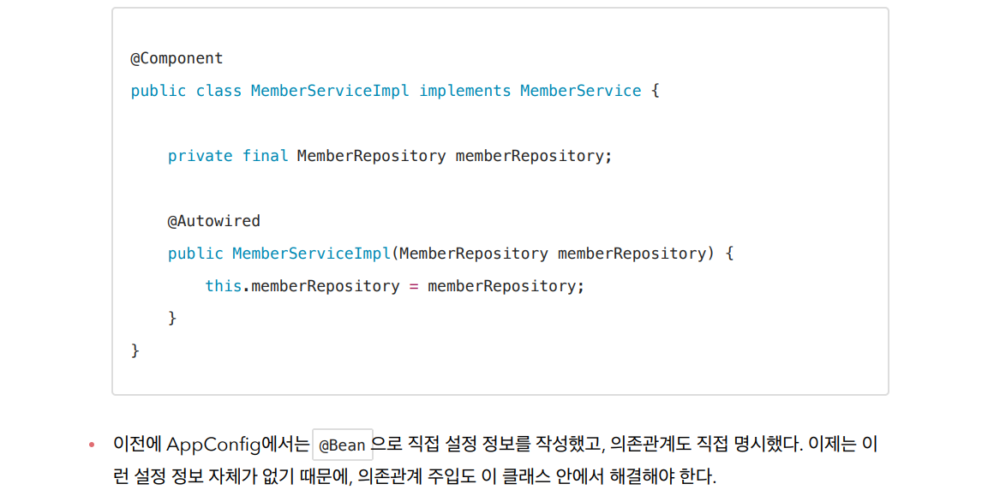 @Component
public class MemberServiceImpl implements MemberService {
private final MemberRepository memberRepository;
@Autowired
public MemberServiceImpl(MemberRepository memberRepository) {
this.memberRepository = memberRepository;
}
}
• 이전에 AppConfig에서는 @Bean 으로 직접 설정 정보를 작성했고, 의존관계도 직접 명시했다. 이제는 이
런 설정 정보 자체가 없기 때문에, 의존관계 주입도 이 클래스 안에서 해결해야 한다.